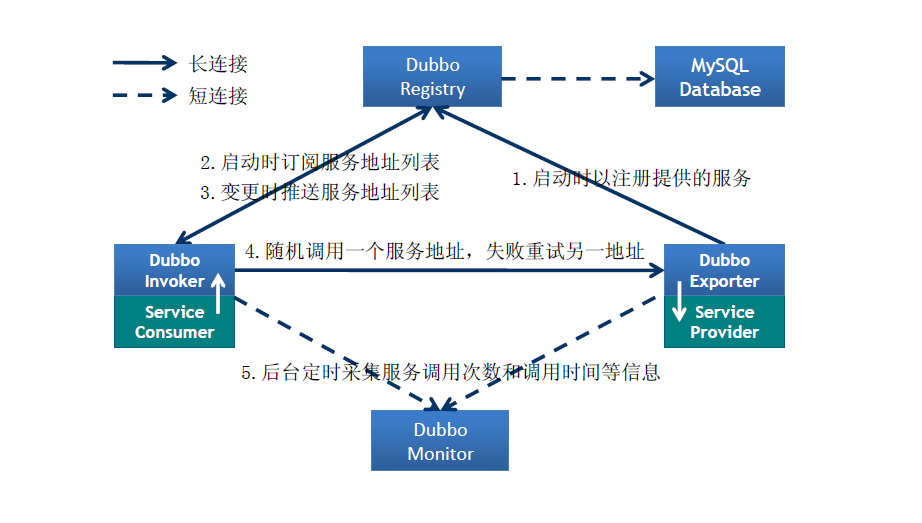 长连接
短连接
Dubbo
Registry
MySQL
Database
2.启动时订阅服务地址列表
3.变更时推送服务地址列表
1.启动时以注册提供的服务
4.随机调用一个服务地址，失败重试另一地址
Dubbo
Invoker
Service
Consumer
Dubbo
Exporter
Service
Provider
5.后台定时采集服务调用次数和调用时间等信息
Dubbo
Monitor